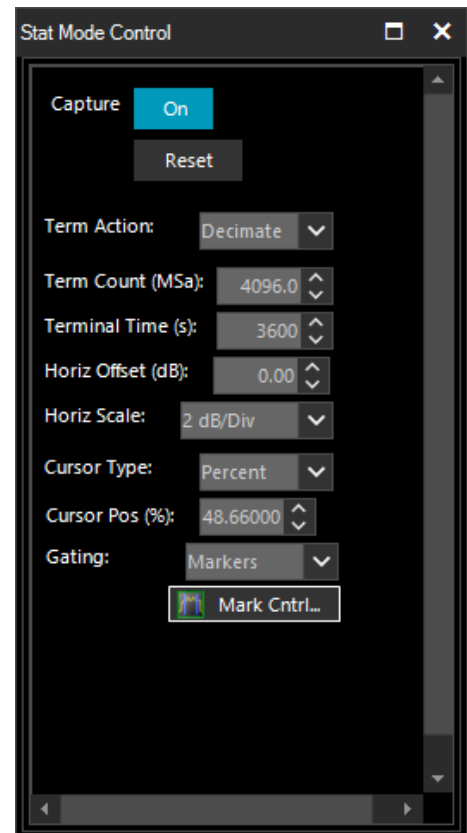 Stat Mode Control
Capture On
Reset
Term Action: Decimate
Term Count (MSa): 4096.0
Terminal Time (s): 3600
Horiz Offset (dB): 0.00
Horiz Scale: 2 dB/Div
Cursor Type: Percent
Cursor Pos (%): 48.66000
Gating: Markers
Mark Cntrl...